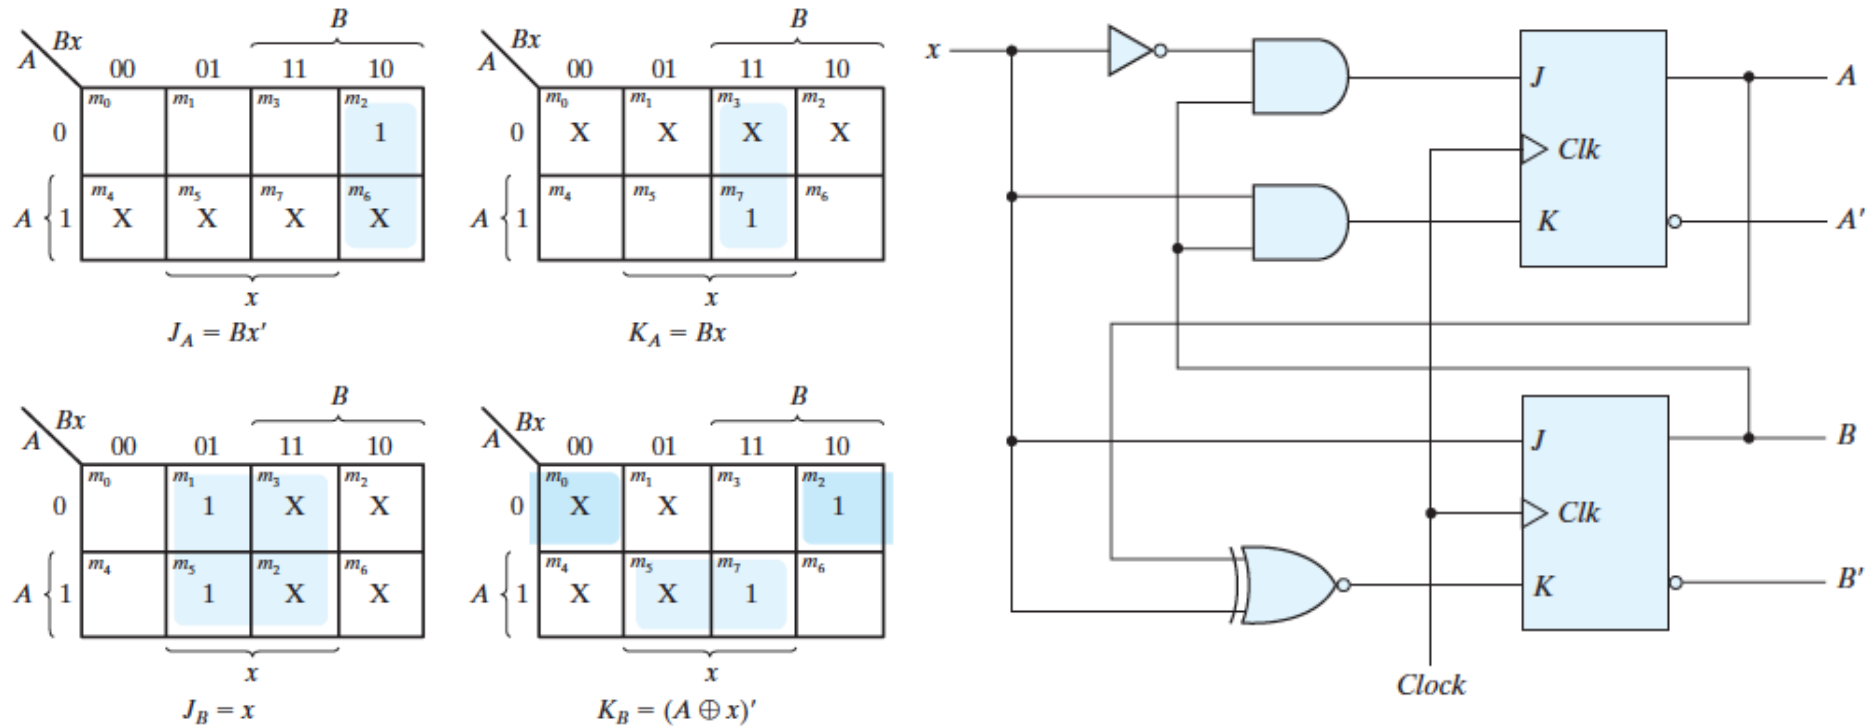 B
Bx
A
00 01 11 10
m0 m1 m3 m2
0 1
m4 m5 m7 m6
A { 1 X X X X
x
J_A = Bx′
B
Bx
A
00 01 11 10
m0 m1 m3 m2
0 X X X X
m4 m5 m7 m6
A { 1 1
x
K_A = Bx
B
Bx
A
00 01 11 10
m0 m1 m3 m2
0 1 X X
m4 m5 m2 m6
A { 1 1 X X
x
J_B = x
B
Bx
A
00 01 11 10
m0 m1 m3 m2
0 X X 1
m4 m5 m7 m6
A { 1 X X 1
x
K_B = (A ⊕ x)′
x
J A
Clk
K A′
J B
Clk
K B′
Clock